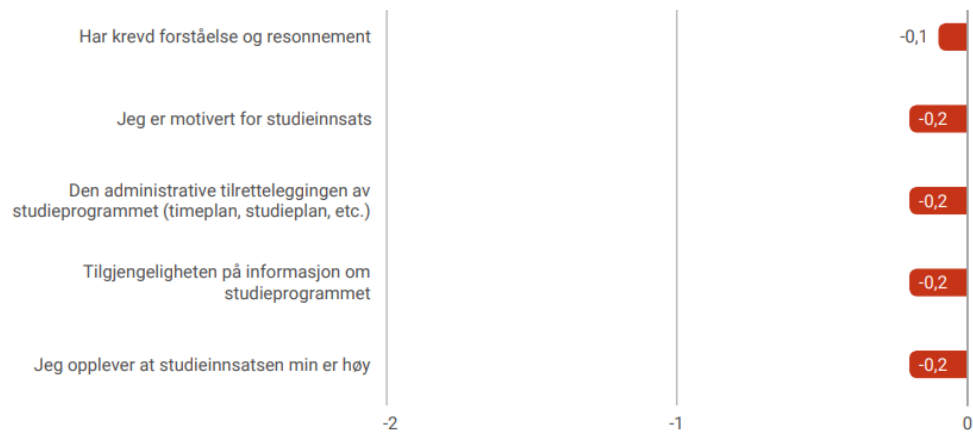 Har krevd forståelse og resonnement
-0,1
Jeg er motivert for studieinnsats
-0,2
Den administrative tilretteleggingen av
studieprogrammet (timeplan, studieplan, etc.)
-0,2
Tilgjengeligheten på informasjon om
studieprogrammet
-0,2
Jeg opplever at studieinnsatsen min er høy
-0,2
-2
-1
0